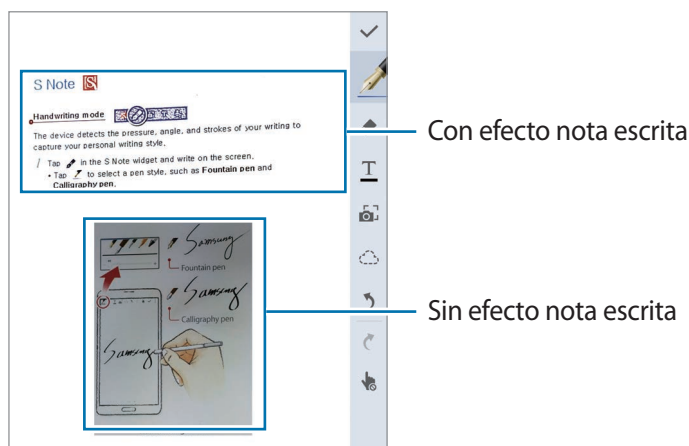 S Note
Handwriting mode
The device detects the pressure, angle, and strokes of your writing to
capture your personal writing style.
Tap in the S Note widget and write on the screen.
• Tap to select a pen style, such as Fountain pen and
Calligraphy pen.
Con efecto nota escrita
T
Samsung
Fountain pen
Samsung
Calligraphy pen
Samsung
Sin efecto nota escrita